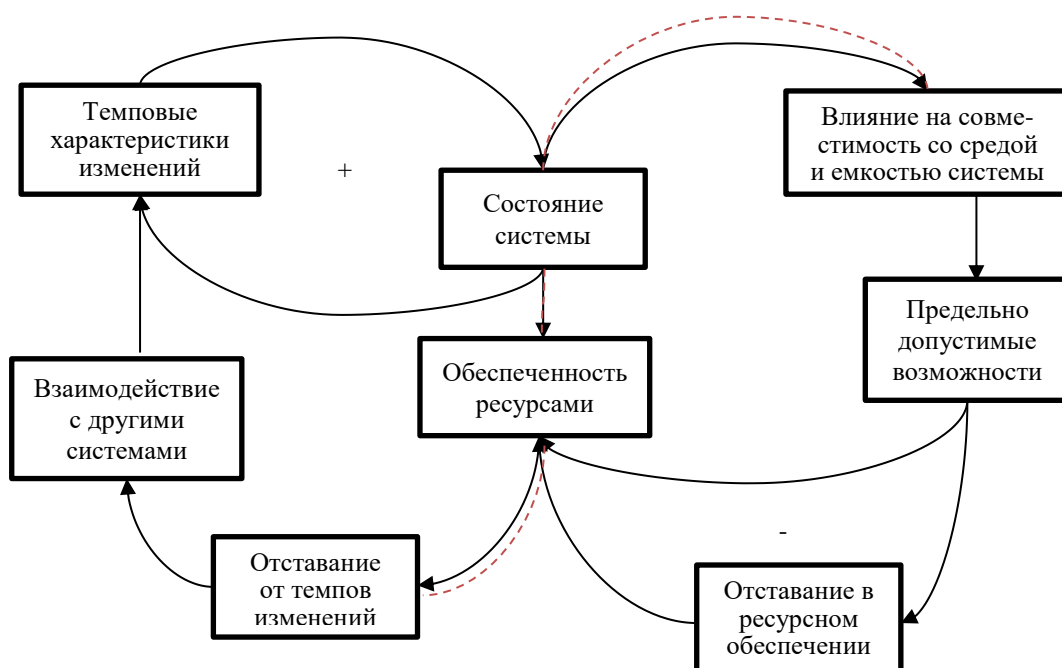 Темповые
характеристики
изменений
+
Состояние
системы
Влияние на совме-
стимость со средой
и емкостью системы
Предельно
допустимые
возможности
Обеспеченность
ресурсами
Взаимодействие
с другими
системами
-
Отставание
от темпов
изменений
Отставание в
ресурсном
обеспечении